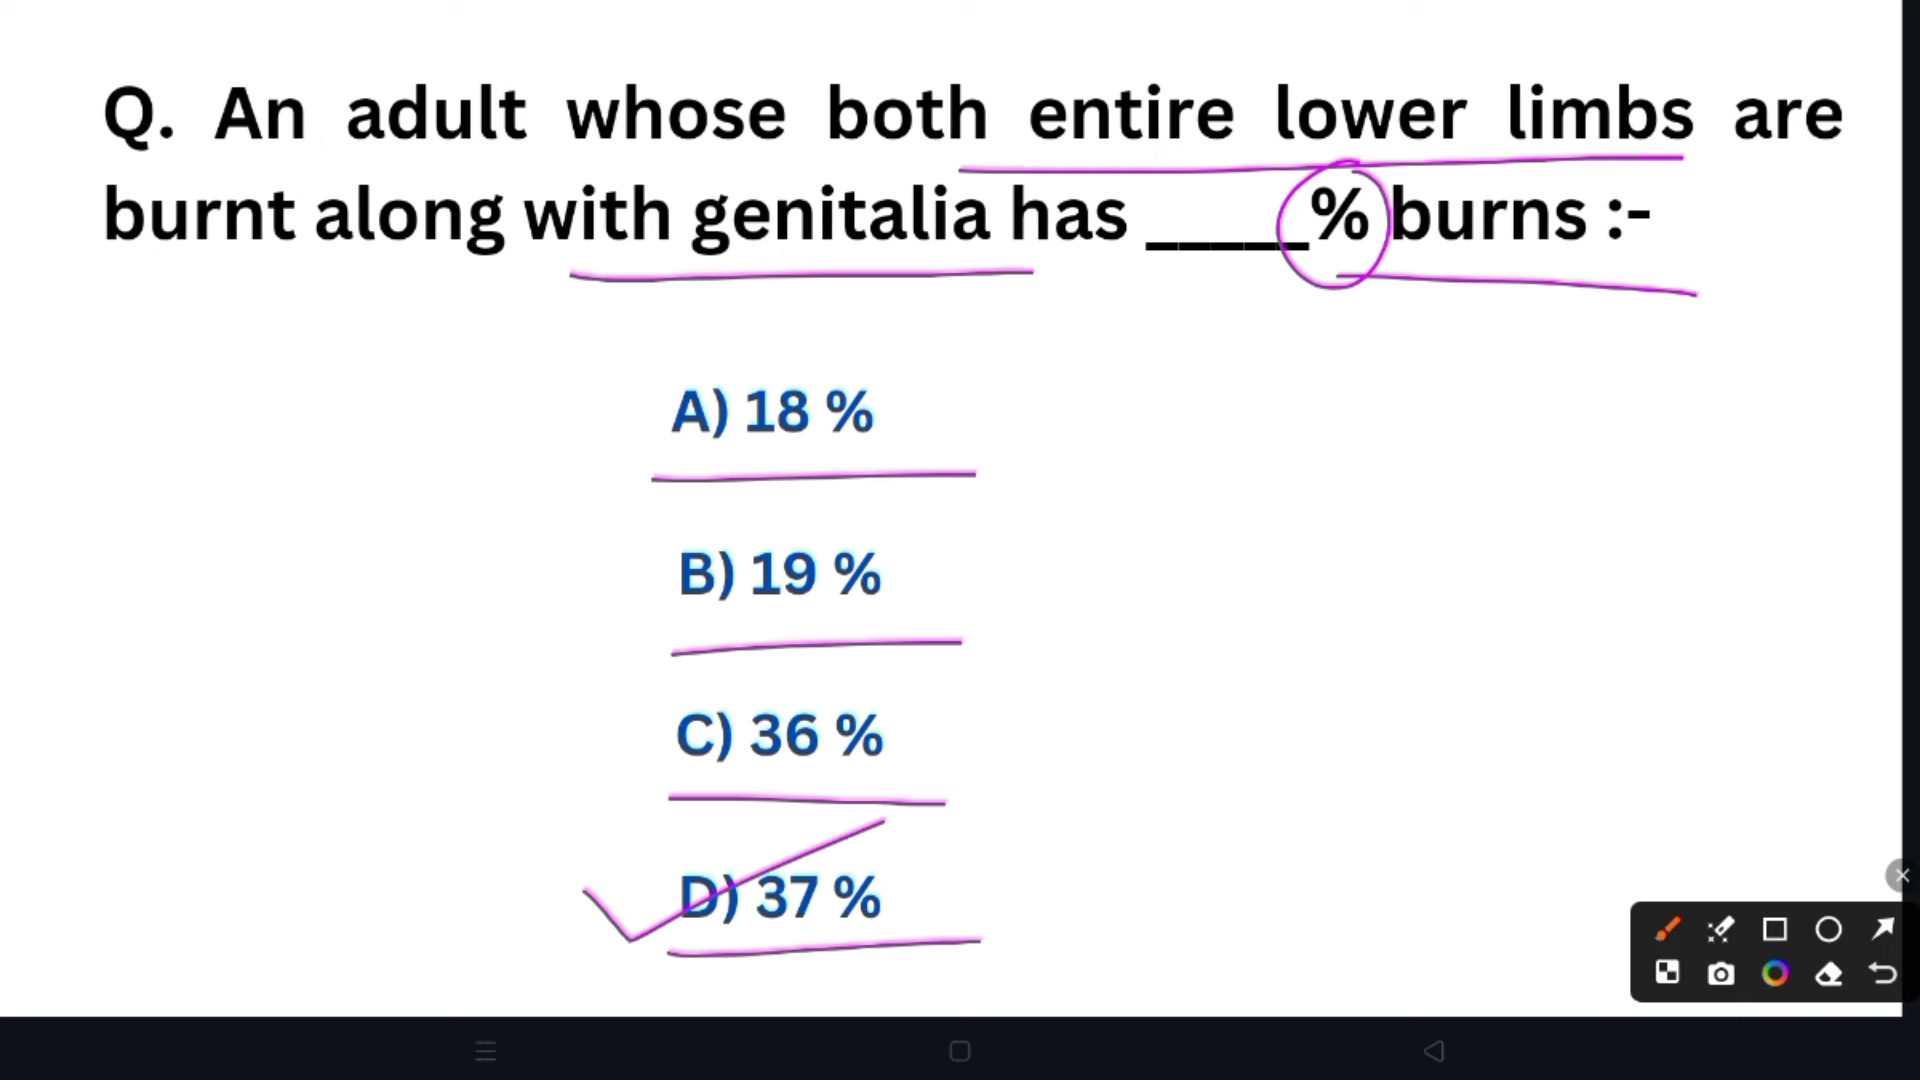 Q. An adult whose both entire lower limbs are
burnt along with genitalia has _____% burns :-
A) 18 %
B) 19 %
C) 36 %
D) 37 %